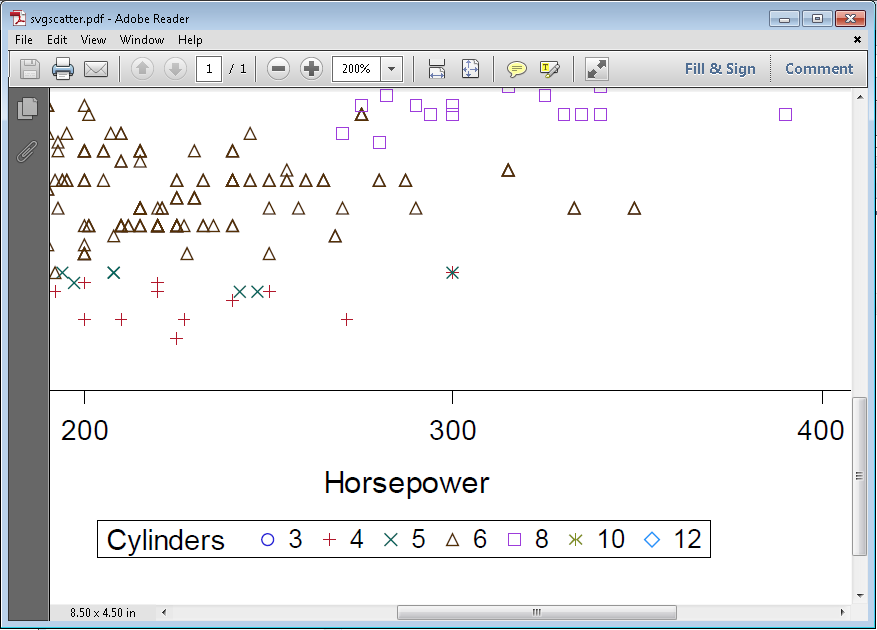 svgscatter.pdf - Adobe Reader
File Edit View Window Help
1 / 1 200% Fill & Sign Comment
200 300 400
Horsepower
Cylinders 3 4 5 6 8 10 12
8.50 x 4.50 in